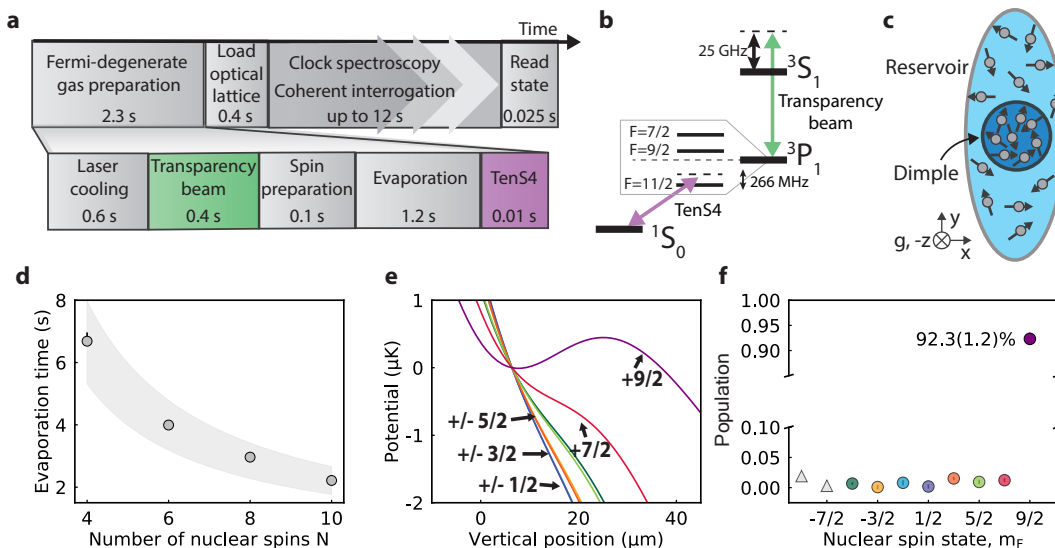 a
Time
Fermi-degenerate
gas preparation
2.3 s
Load
optical
lattice
0.4 s
Clock spectroscopy
Coherent interrogation
up to 12 s
Read
state
0.025 s
Laser
cooling
0.6 s
Transparency
beam
0.4 s
Spin
preparation
0.1 s
Evaporation
1.2 s
TenS4
0.01 s
b
25 GHz
³S₁
Transparency
beam
F=7/2
F=9/2
³P₁
F=11/2
266 MHz
TenS4
¹S₀
c
Reservoir
Dimple
y
g, -z
x
d
Evaporation time (s)
8
6
4
2
4
6
8
10
Number of nuclear spins N
e
Potential (μK)
1
0
-1
-2
+9/2
+/- 5/2
+7/2
+/- 3/2
+/- 1/2
0
20
40
Vertical position (μm)
f
Population
1.00
0.95
0.90
0.10
0.05
0.00
92.3(1.2)%
-7/2
-3/2
1/2
5/2
9/2
Nuclear spin state, m_F